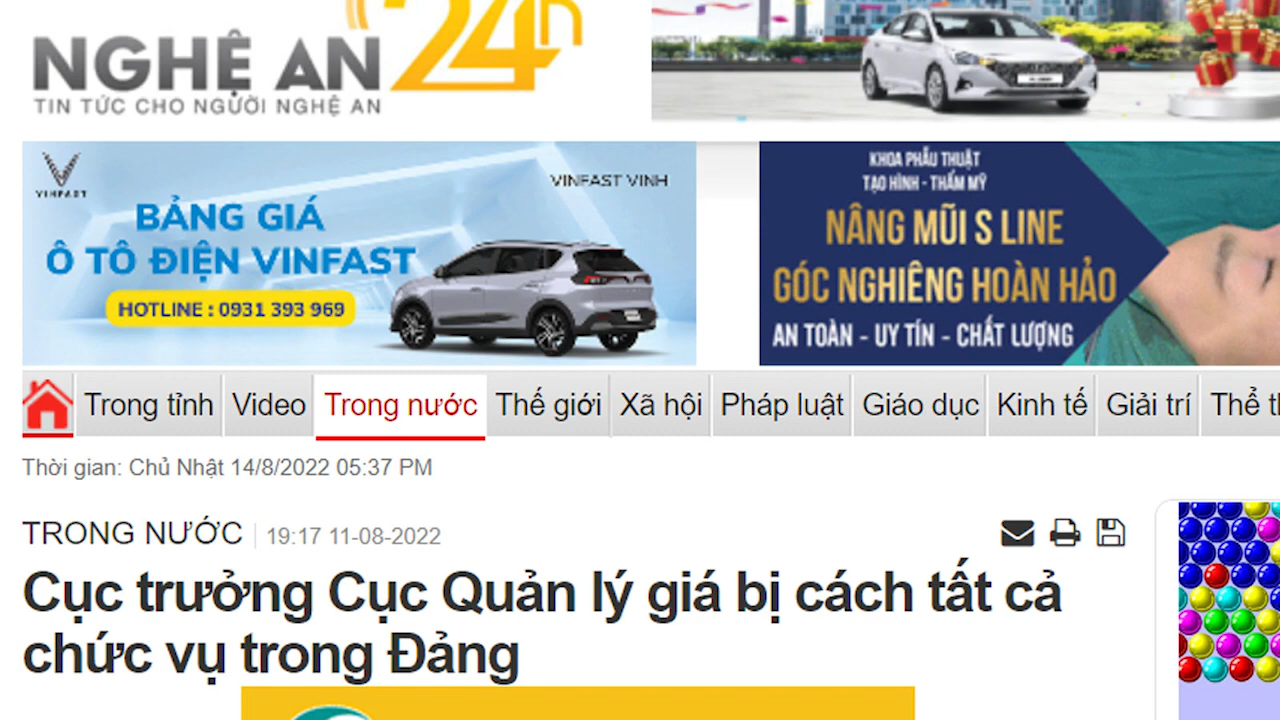 NGHỆ AN 24h
TIN TỨC CHO NGƯỜI NGHỆ AN
VINFAST
VINFAST VINH
BẢNG GIÁ
Ô TÔ ĐIỆN VINFAST
HOTLINE : 0931 393 969
KHOA PHẪU THUẬT
TẠO HÌNH - THẨM MỸ
NÂNG MŨI S LINE
GÓC NGHIÊNG HOÀN HẢO
AN TOÀN - UY TÍN - CHẤT LƯỢNG
Trong tỉnh Video Trong nước Thế giới Xã hội Pháp luật Giáo dục Kinh tế Giải trí Thể
Thời gian: Chủ Nhật 14/8/2022 05:37 PM
TRONG NƯỚC 19:17 11-08-2022
Cục trưởng Cục Quản lý giá bị cách tất cả
chức vụ trong Đảng